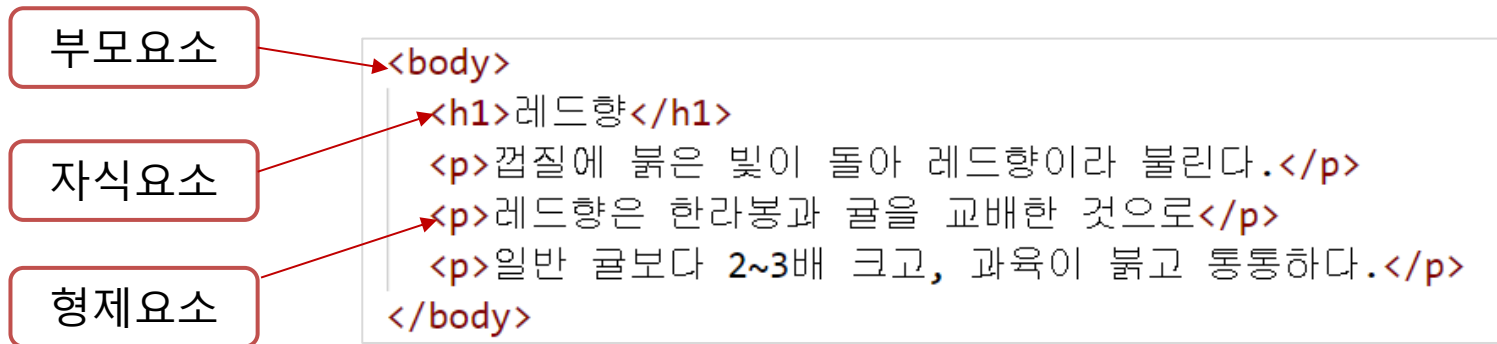 부모요소
<body>
<h1>레드향</h1>
자식요소
<p>껍질에 붉은 빛이 돌아 레드향이라 불린다.</p>
<p>레드향은 한라봉과 귤을 교배한 것으로</p>
<p>일반 귤보다 2~3배 크고, 과육이 붉고 통통하다.</p>
형제요소
</body>